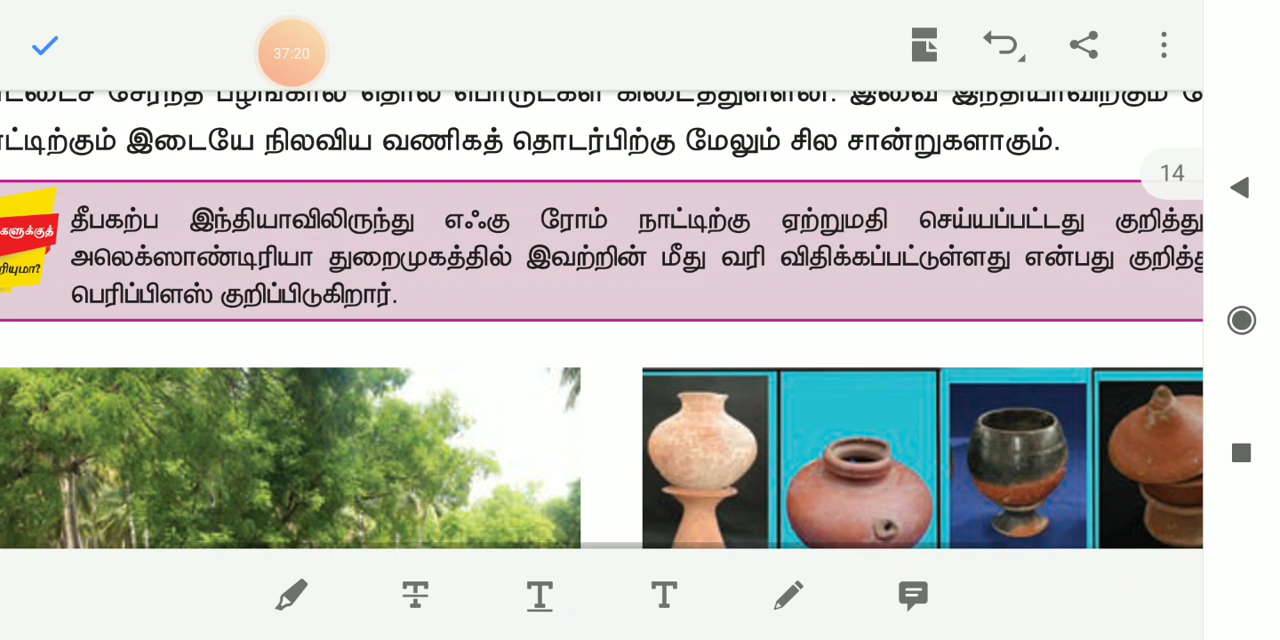 37:20
ாட்டிற்கும் இடையே நிலவிய வணிகத் தொடர்பிற்கு மேலும் சில சான்றுகளாகும்.
14
தீபகற்ப இந்தியாவிலிருந்து எஃகு ரோம் நாட்டிற்கு ஏற்றுமதி செய்யப்பட்டது குறித்து
அலெக்ஸாண்டிரியா துறைமுகத்தில் இவற்றின் மீது வரி விதிக்கப்பட்டுள்ளது என்பது குறித்து
பெரிப்பிளஸ் குறிப்பிடுகிறார்.